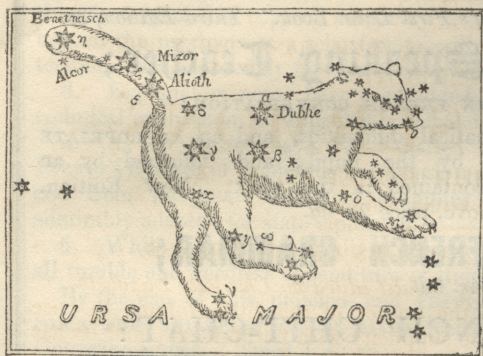 Benetnasch
η
Mizor
Alcor
ζ
Alioth
ε
δ
α
Dubhe
γ
β
χ
ο
ψ ω λ
ν
ξ
URSA MAJOR